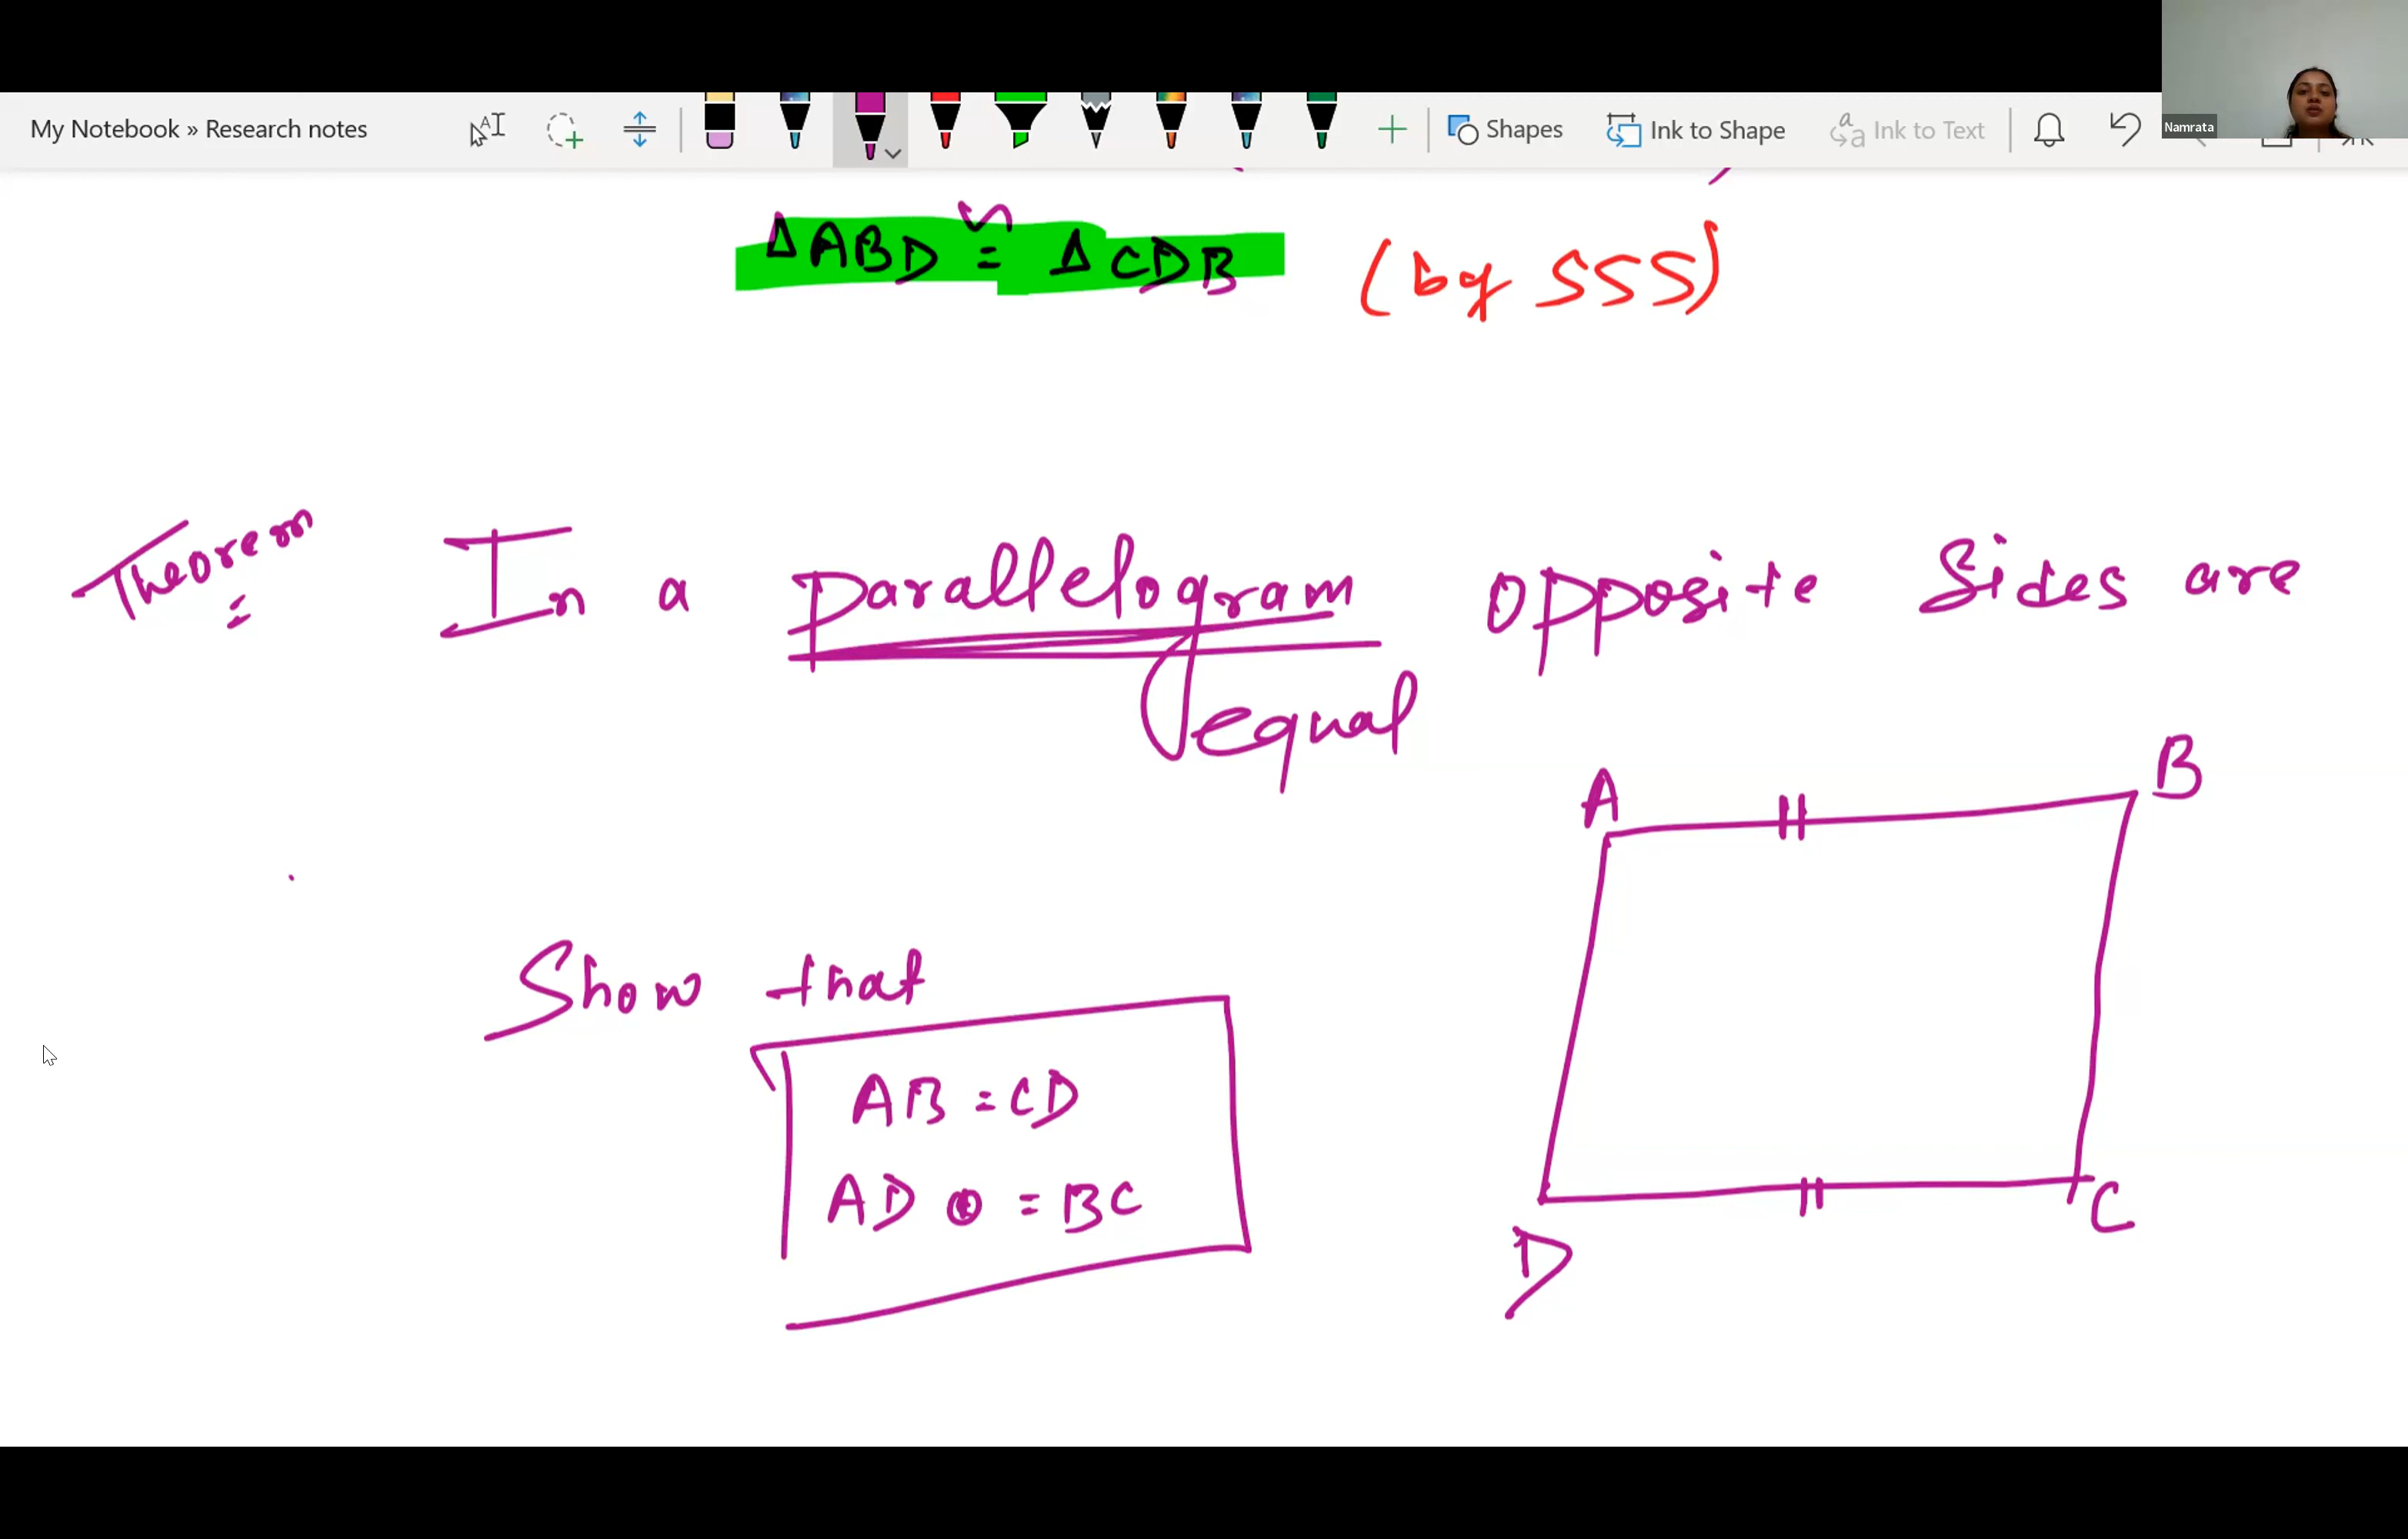 My Notebook » Research notes
Shapes
Ink to Shape
Ink to Text
Namrata
ΔABD ≅ ΔCDB (by SSS)
Theorem In a parallelogram opposite sides are
equal
A B
Show that
AB = CD
AD = BC
D C